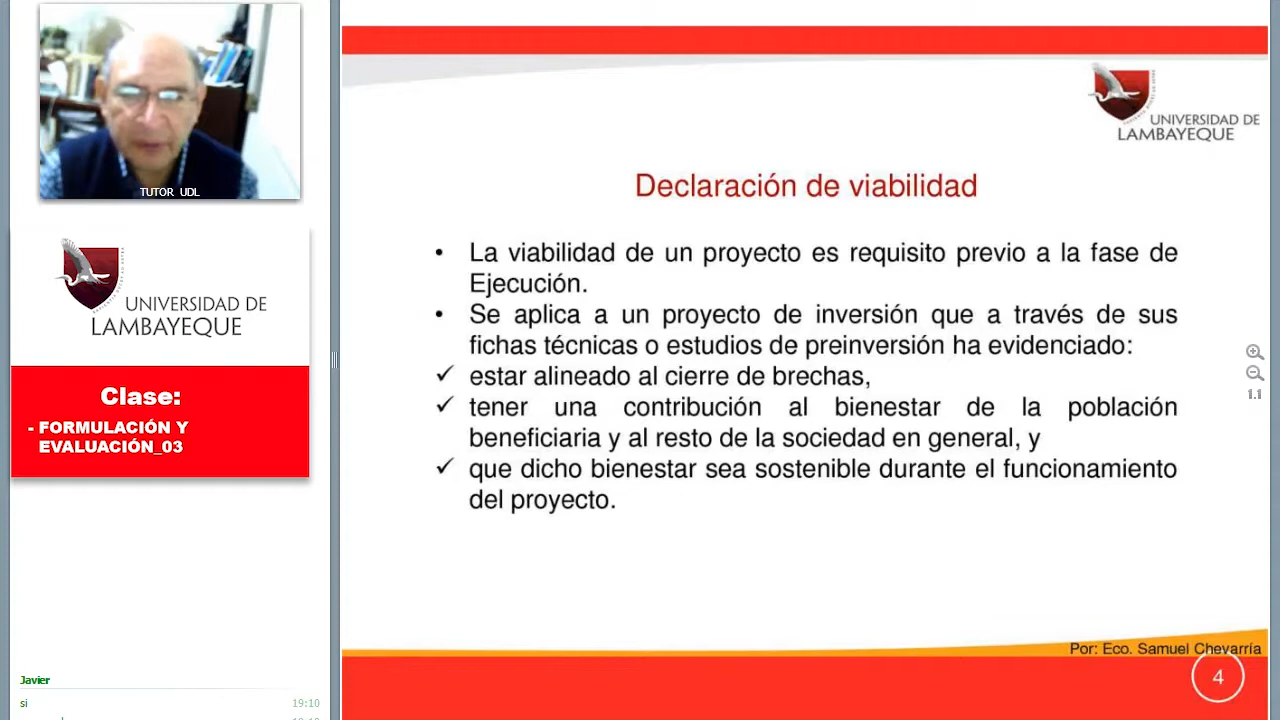 TUTOR UDL
UNIVERSIDAD DE
LAMBAYEQUE
Clase:
- FORMULACIÓN Y
EVALUACIÓN_03
Javier
si 19:10
UNIVERSIDAD DE
LAMBAYEQUE
Declaración de viabilidad
• La viabilidad de un proyecto es requisito previo a la fase de
Ejecución.
• Se aplica a un proyecto de inversión que a través de sus
fichas técnicas o estudios de preinversión ha evidenciado:
✓ estar alineado al cierre de brechas,
✓ tener una contribución al bienestar de la población
beneficiaria y al resto de la sociedad en general, y
✓ que dicho bienestar sea sostenible durante el funcionamiento
del proyecto.
1:1
Por: Eco. Samuel Chevarría
4